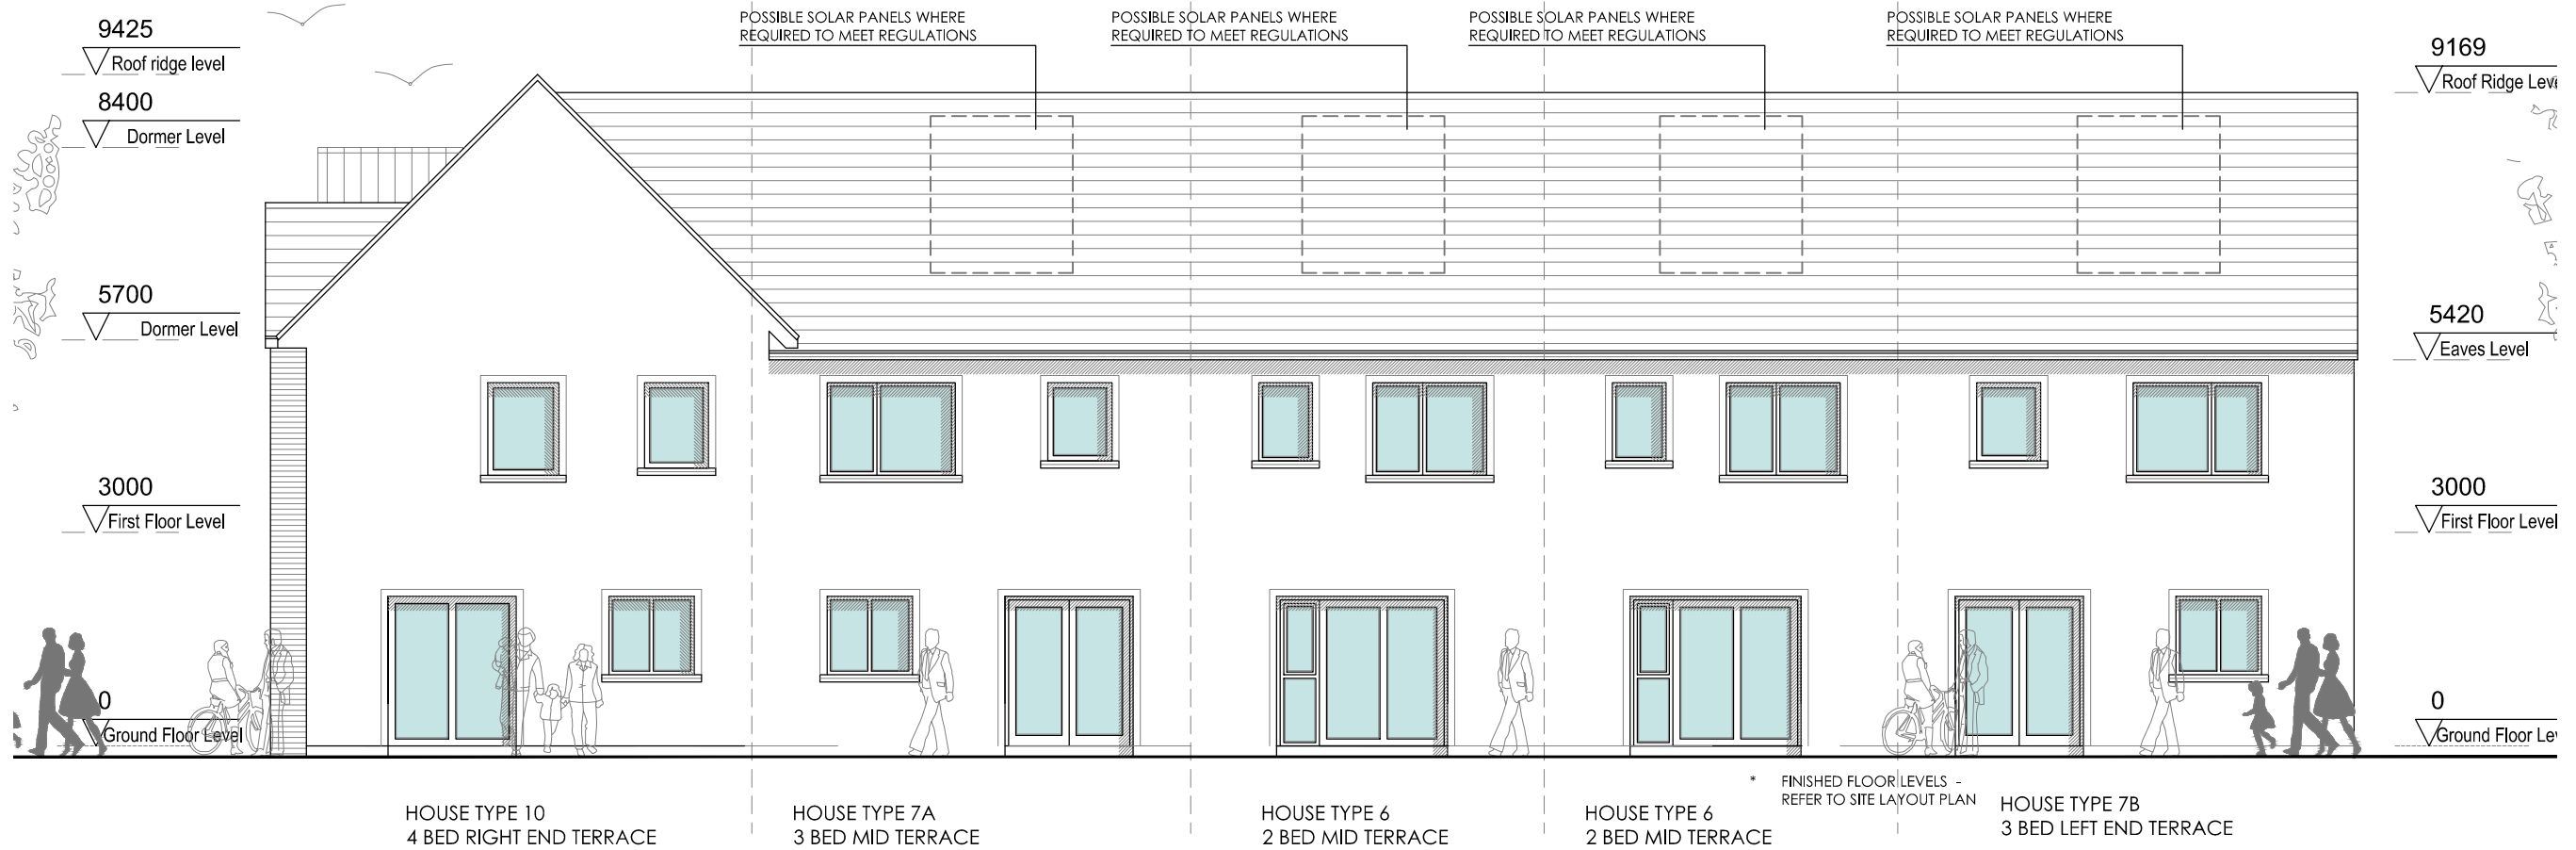 POSSIBLE SOLAR PANELS WHERE
REQUIRED TO MEET REGULATIONS
POSSIBLE SOLAR PANELS WHERE
REQUIRED TO MEET REGULATIONS
POSSIBLE SOLAR PANELS WHERE
REQUIRED TO MEET REGULATIONS
POSSIBLE SOLAR PANELS WHERE
REQUIRED TO MEET REGULATIONS
9425
Roof ridge level
8400
Dormer Level
5700
Dormer Level
3000
First Floor Level
0
Ground Floor Level
9169
Roof Ridge Leve
5420
Eaves Level
3000
First Floor Level
0
Ground Floor Lev
* FINISHED FLOOR LEVELS -
REFER TO SITE LAYOUT PLAN
HOUSE TYPE 10
4 BED RIGHT END TERRACE
HOUSE TYPE 7A
3 BED MID TERRACE
HOUSE TYPE 6
2 BED MID TERRACE
HOUSE TYPE 6
2 BED MID TERRACE
HOUSE TYPE 7B
3 BED LEFT END TERRACE